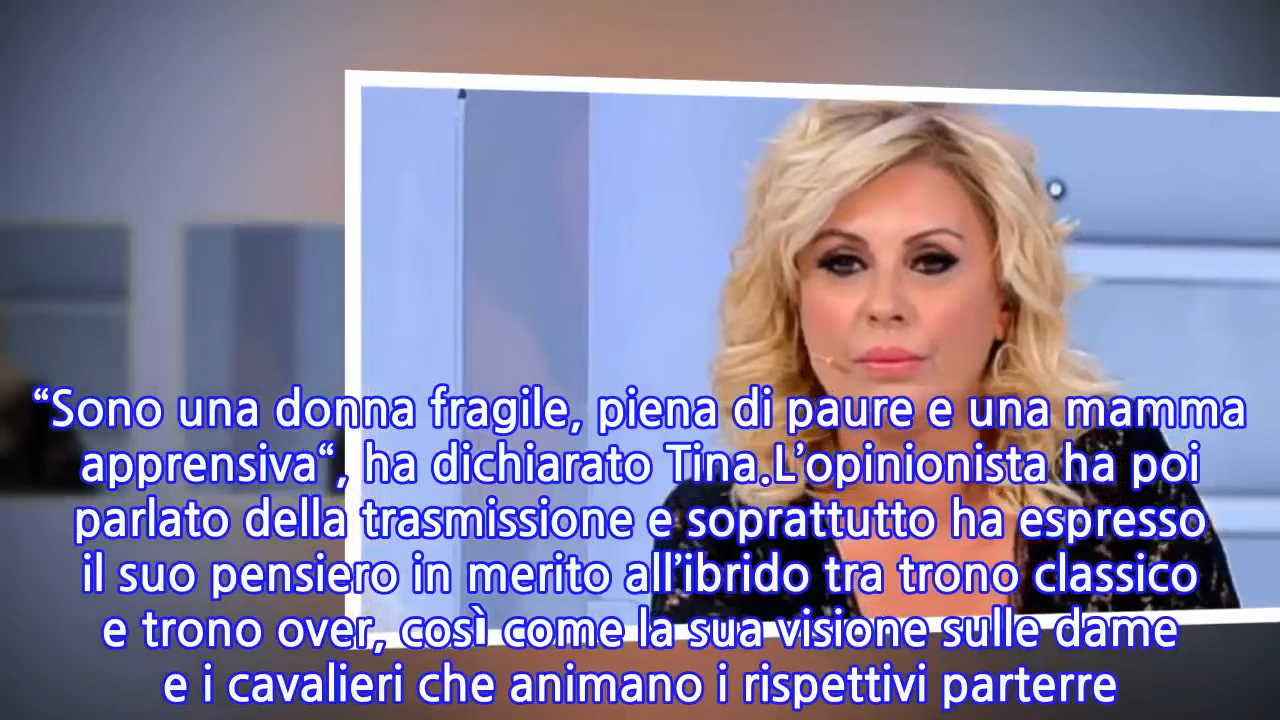 “Sono una donna fragile, piena di paure e una mamma
apprensiva“, ha dichiarato Tina.L’opinionista ha poi
parlato della trasmissione e soprattutto ha espresso
il suo pensiero in merito all’ibrido tra trono classico
e trono over, così come la sua visione sulle dame
e i cavalieri che animano i rispettivi parterre